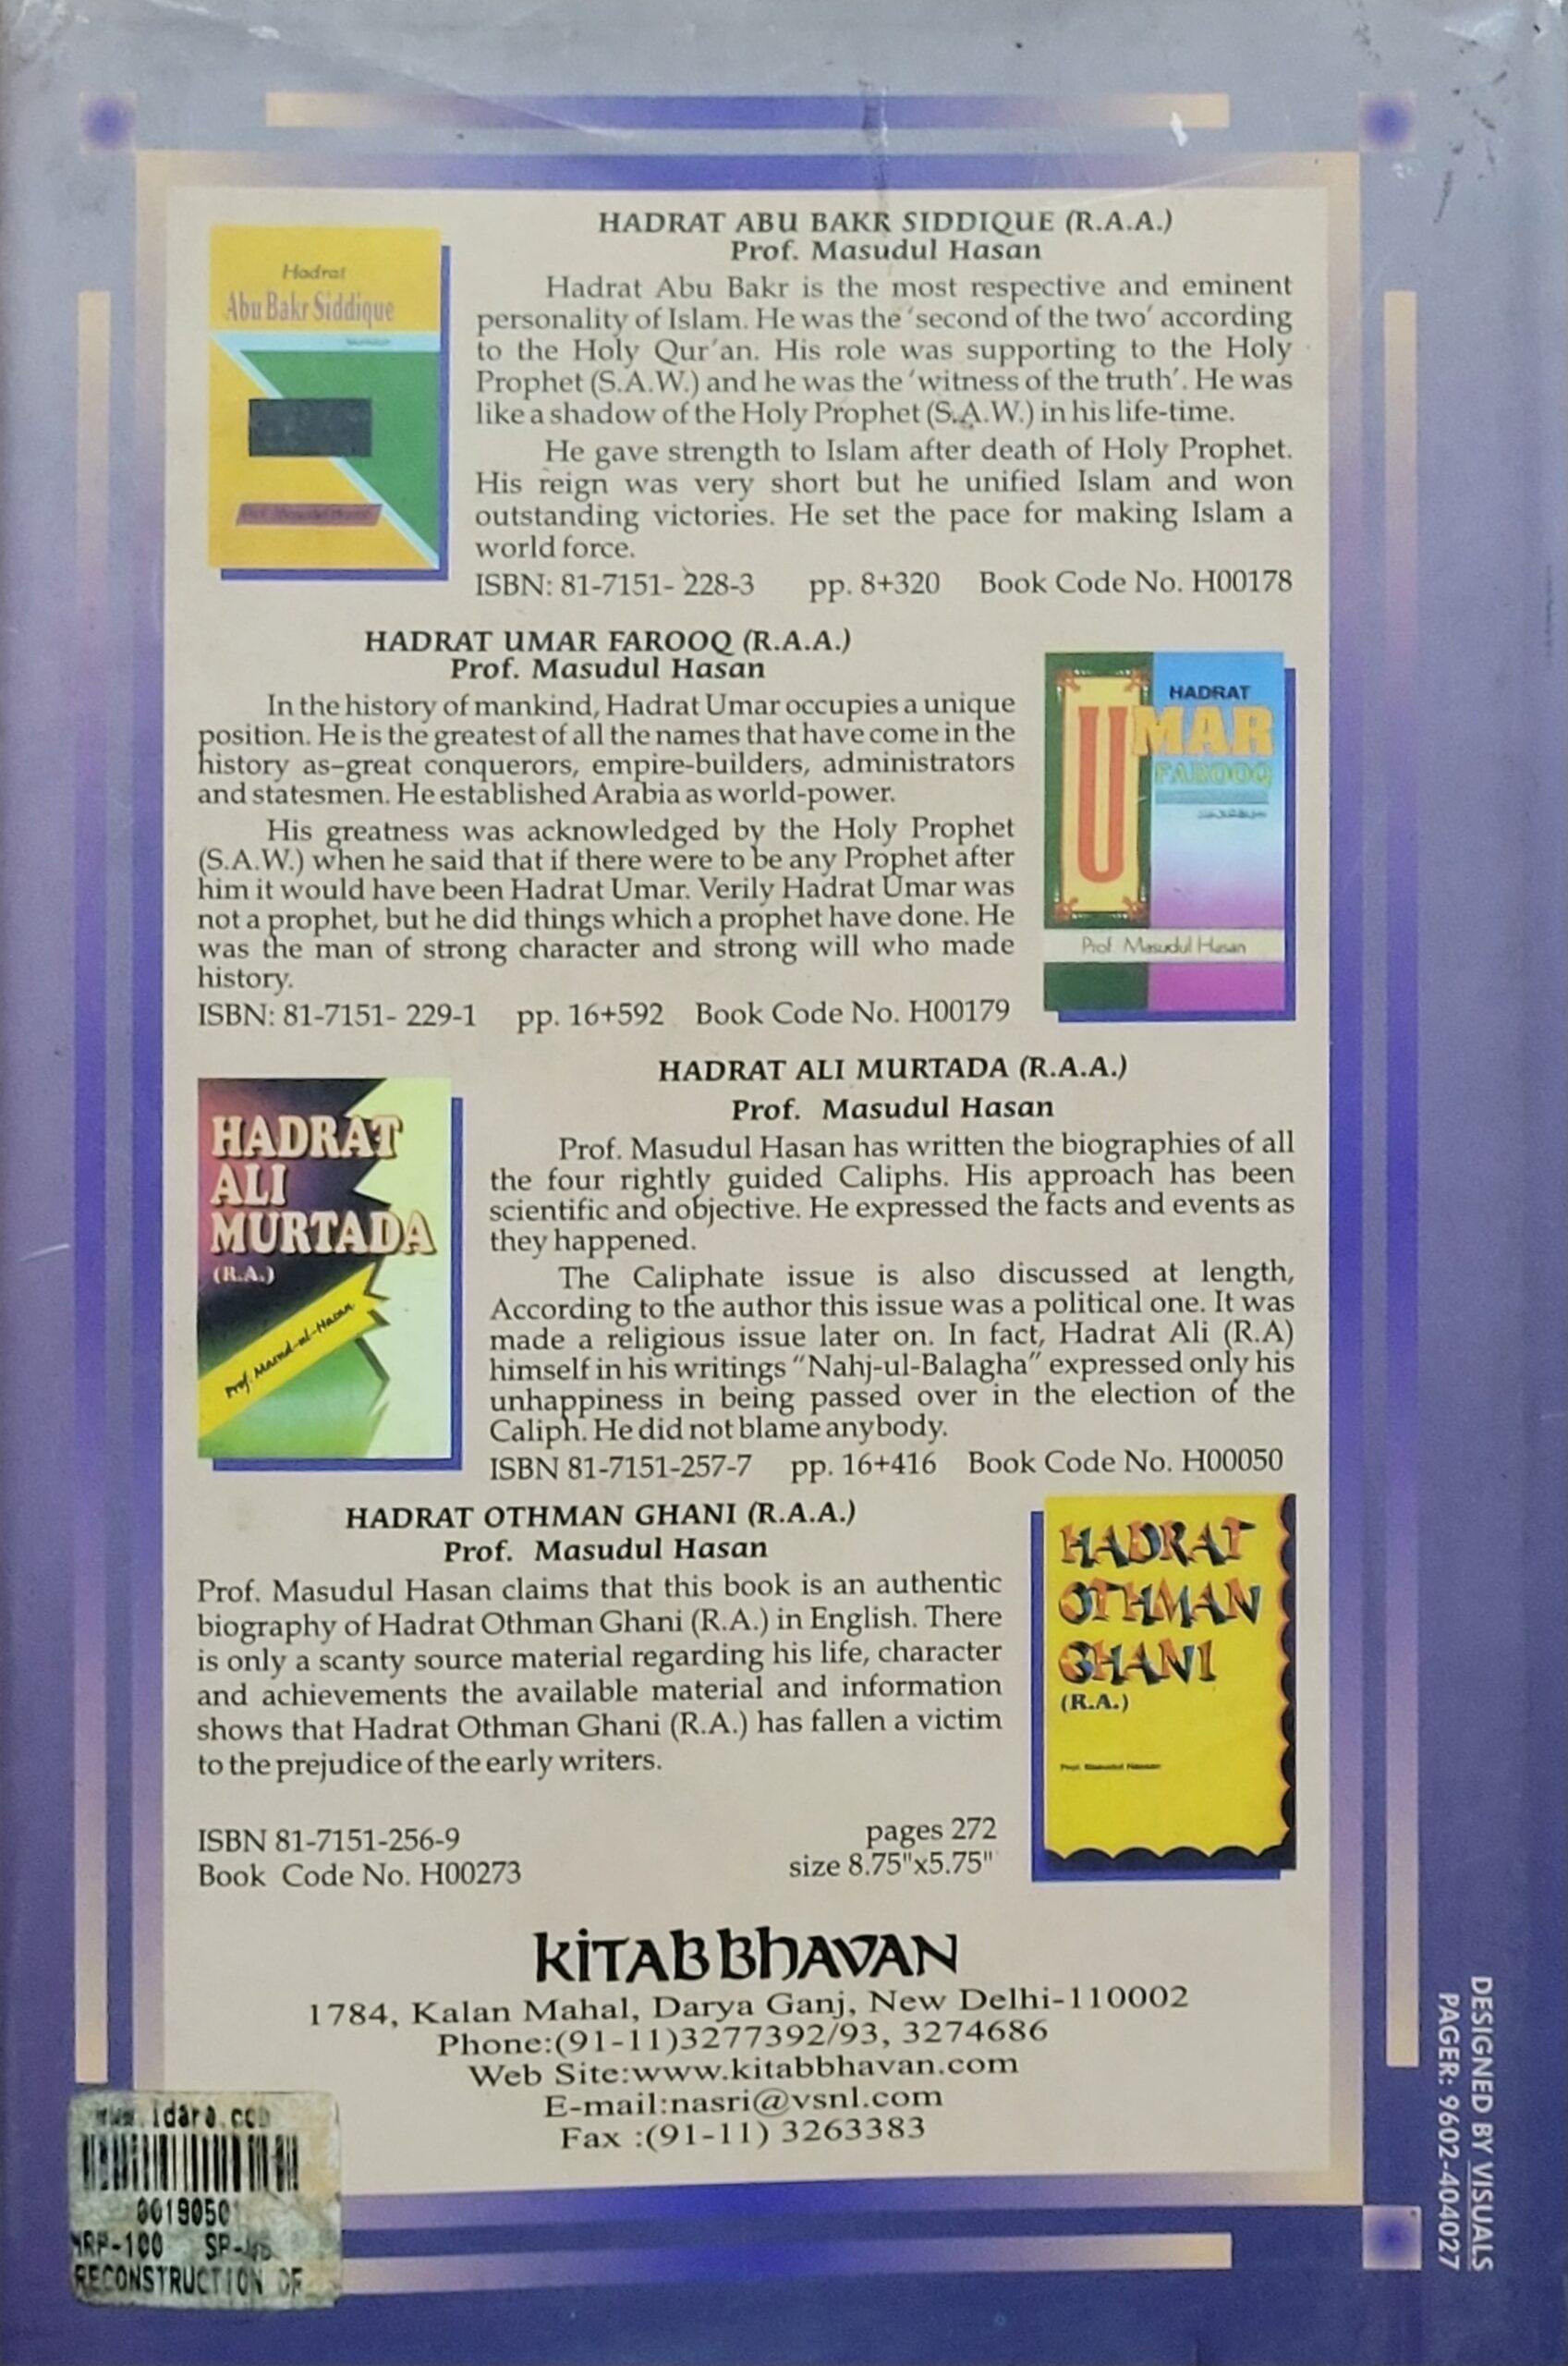 HADRAT ABU BAKR SIDDIQUE (R.A.A.)
Prof. Masudul Hasan
Hadrat
Abu Bakr Siddique
Hadrat Abu Bakr is the most respective and eminent
personality of Islam. He was the 'second of the two' according
to the Holy Qur'an. His role was supporting to the Holy
Prophet (S.A.W.) and he was the 'witness of the truth'. He was
like a shadow of the Holy Prophet (S.A.W.) in his life-time.
He gave strength to Islam after death of Holy Prophet.
His reign was very short but he unified Islam and won
outstanding victories. He set the pace for making Islam a
world force.
ISBN: 81-7151- 228-3 pp. 8+320 Book Code No. H00178
HADRAT UMAR FAROOQ (R.A.A.)
Prof. Masudul Hasan
In the history of mankind, Hadrat Umar occupies a unique
position. He is the greatest of all the names that have come in the
history as–great conquerors, empire-builders, administrators
and statesmen. He established Arabia as world-power.
His greatness was acknowledged by the Holy Prophet
(S.A.W.) when he said that if there were to be any Prophet after
him it would have been Hadrat Umar. Verily Hadrat Umar was
not a prophet, but he did things which a prophet have done. He
was the man of strong character and strong will who made
history.
ISBN: 81-7151- 229-1 pp. 16+592 Book Code No. H00179
HADRAT
UMAR
FAROOQ
Prof. Masudul Hasan
HADRAT ALI MURTADA (R.A.A.)
Prof. Masudul Hasan
HADRAT
ALI
MURTADA
(R.A.)
Prof. Masud-ul-Hasan
Prof. Masudul Hasan has written the biographies of all
the four rightly guided Caliphs. His approach has been
scientific and objective. He expressed the facts and events as
they happened.
The Caliphate issue is also discussed at length,
According to the author this issue was a political one. It was
made a religious issue later on. In fact, Hadrat Ali (R.A)
himself in his writings "Nahj-ul-Balagha" expressed only his
unhappiness in being passed over in the election of the
Caliph. He did not blame anybody.
ISBN 81-7151-257-7 pp. 16+416 Book Code No. H00050
HADRAT OTHMAN GHANI (R.A.A.)
Prof. Masudul Hasan
Prof. Masudul Hasan claims that this book is an authentic
biography of Hadrat Othman Ghani (R.A.) in English. There
is only a scanty source material regarding his life, character
and achievements the available material and information
shows that Hadrat Othman Ghani (R.A.) has fallen a victim
to the prejudice of the early writers.
ISBN 81-7151-256-9 pages 272
Book Code No. H00273 size 8.75"x5.75"
HADRAT
OTHMAN
GHANI
(R.A.)
Prof. Masudul Hassan
KITAB BHAVAN
1784, Kalan Mahal, Darya Ganj, New Delhi-110002
Phone:(91-11)3277392/93, 3274686
Web Site:www.kitabbhavan.com
E-mail:nasri@vsnl.com
Fax :(91-11) 3263383
www.idara.com
0019050
MRP-100
RECONSTRUCTION OF
DESIGNED BY VISUALS
PAGER: 9602-404027